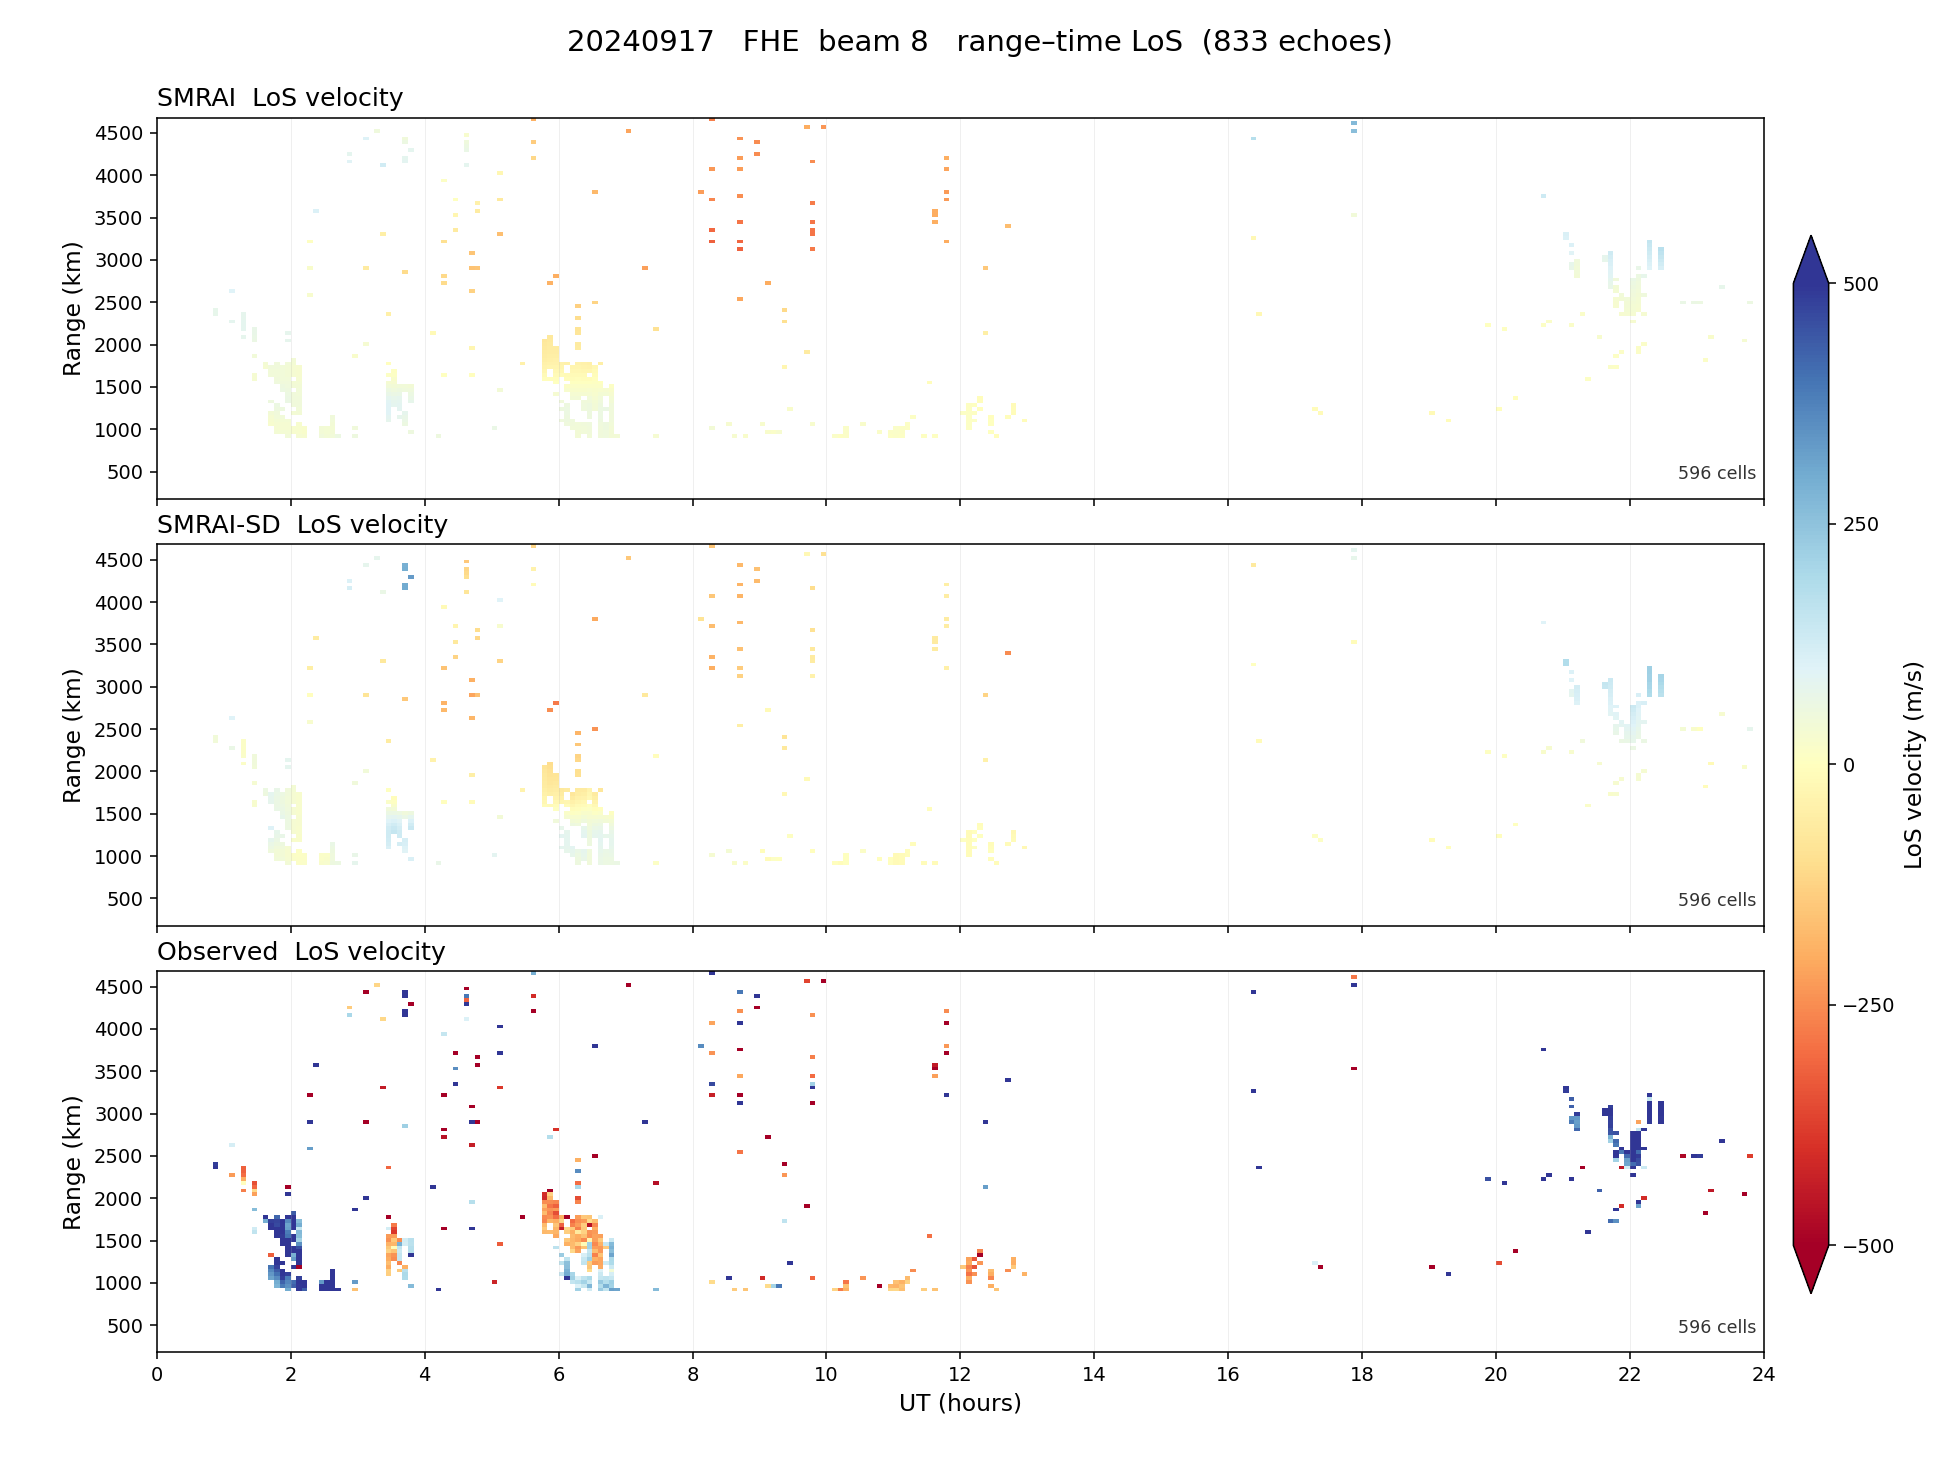 20240917   FHE  beam 8   range–time LoS  (833 echoes)
SMRAI  LoS velocity
4500
4000
3500
3000
2500
2000
1500
1000
500
Range (km)
596 cells
SMRAI-SD  LoS velocity
4500
4000
3500
3000
2500
2000
1500
1000
500
Range (km)
596 cells
Observed  LoS velocity
4500
4000
3500
3000
2500
2000
1500
1000
500
Range (km)
596 cells
0 2 4 6 8 10 12 14 16 18 20 22 24
UT (hours)
500
250
0
−250
−500
LoS velocity (m/s)